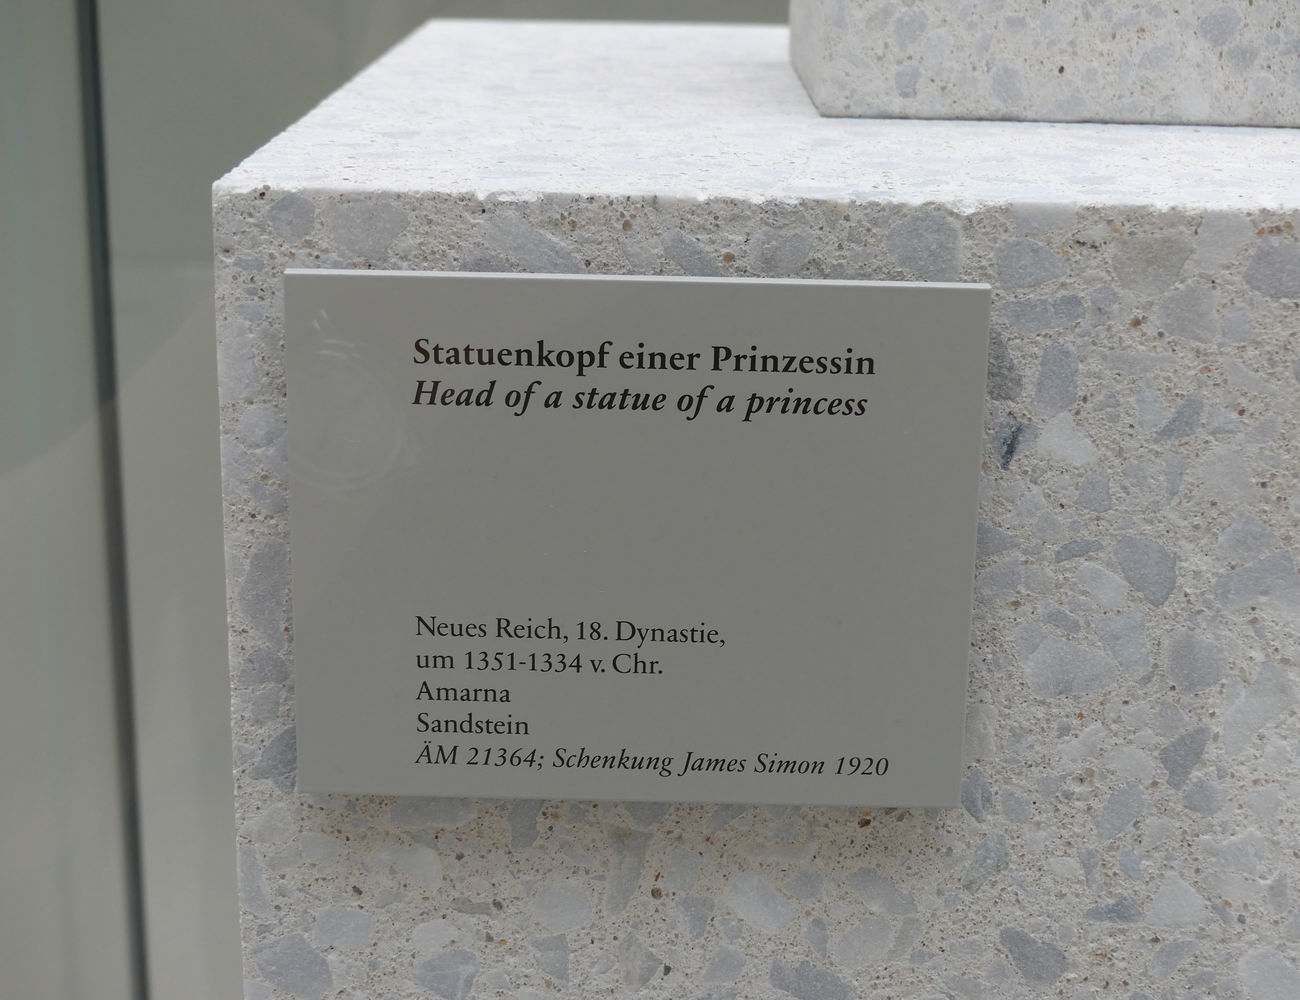 Statuenkopf einer Prinzessin
Head of a statue of a princess
Neues Reich, 18. Dynastie,
um 1351-1334 v. Chr.
Amarna
Sandstein
ÄM 21364; Schenkung James Simon 1920